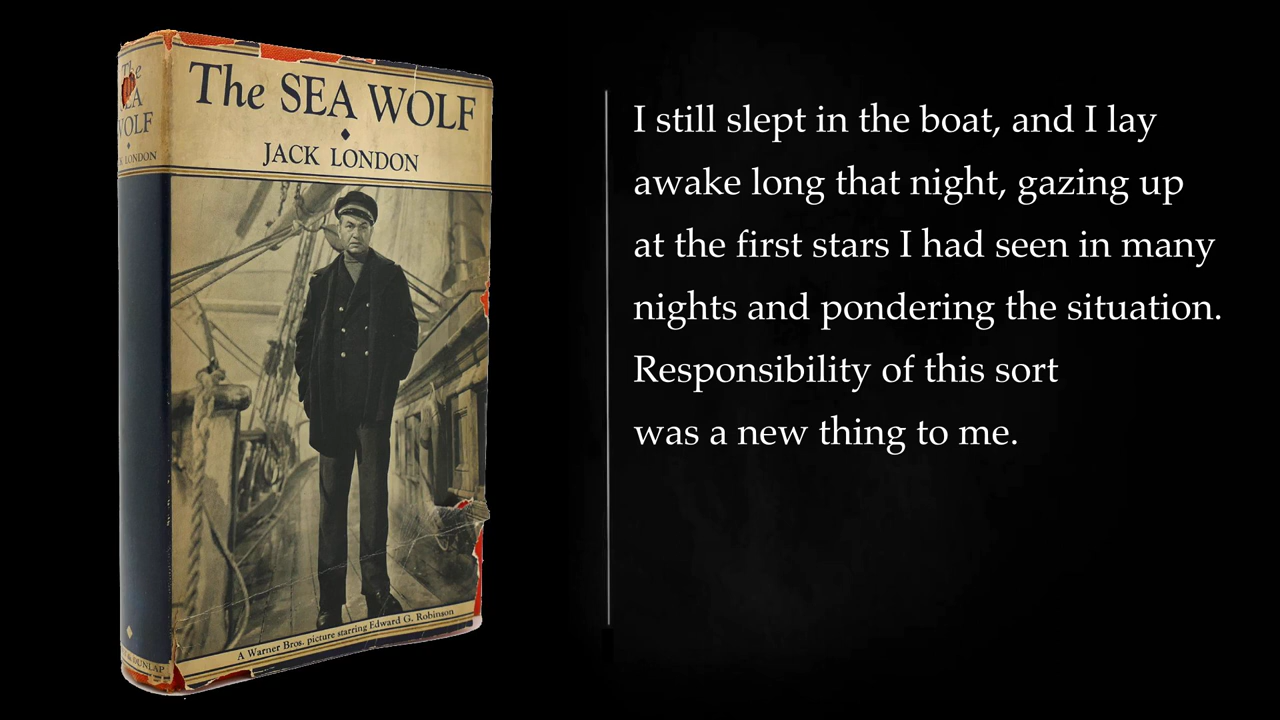 The SEA WOLF
JACK LONDON
The
SEA
WOLF
LONDON
A Warner Bros. picture starring Edward G. Robinson
DUNLAP
I still slept in the boat, and I lay
awake long that night, gazing up
at the first stars I had seen in many
nights and pondering the situation.
Responsibility of this sort
was a new thing to me.